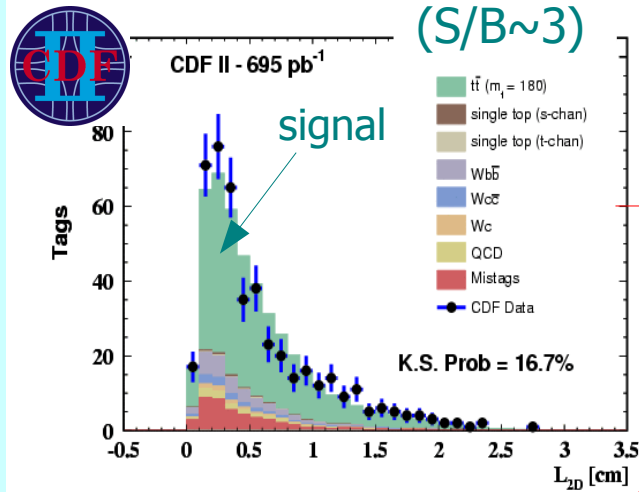 (S/B~3)
CDF
II
CDF II - 695 pb⁻¹
signal
tt̄ (mₜ = 180)
single top (s-chan)
single top (t-chan)
Wbb̄
Wcc̄
Wc
QCD
Mistags
CDF Data
K.S. Prob = 16.7%
Tags
80
60
40
20
0
-0.5 0 0.5 1 1.5 2 2.5 3 3.5
L₂D [cm]